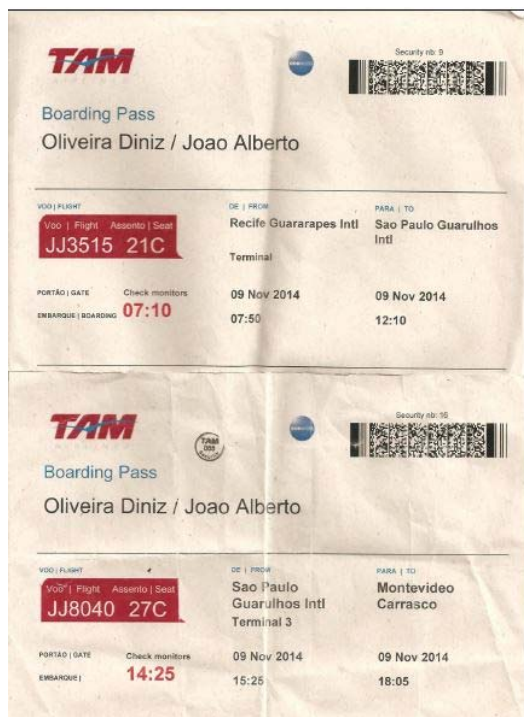 TAM
Security nb: 9
Boarding Pass
Oliveira Diniz / Joao Alberto
VOO | FLIGHT
DE | FROM
PARA | TO
Voo | Flight Assento | Seat
JJ3515 21C
Recife Guararapes Intl
Terminal
Sao Paulo Guarulhos
Intl
PORTÃO | GATE
Check monitors
09 Nov 2014
09 Nov 2014
EMBARQUE | BOARDING
07:10
07:50
12:10
TAM
TAM
Security nb: 16
Boarding Pass
Oliveira Diniz / Joao Alberto
VOO | FLIGHT
DE | FROM
PARA | TO
Voo | Flight Assento | Seat
JJ8040 27C
Sao Paulo
Guarulhos Intl
Terminal 3
Montevideo
Carrasco
PORTÃO | GATE
Check monitors
09 Nov 2014
09 Nov 2014
EMBARQUE |
14:25
15:25
18:05